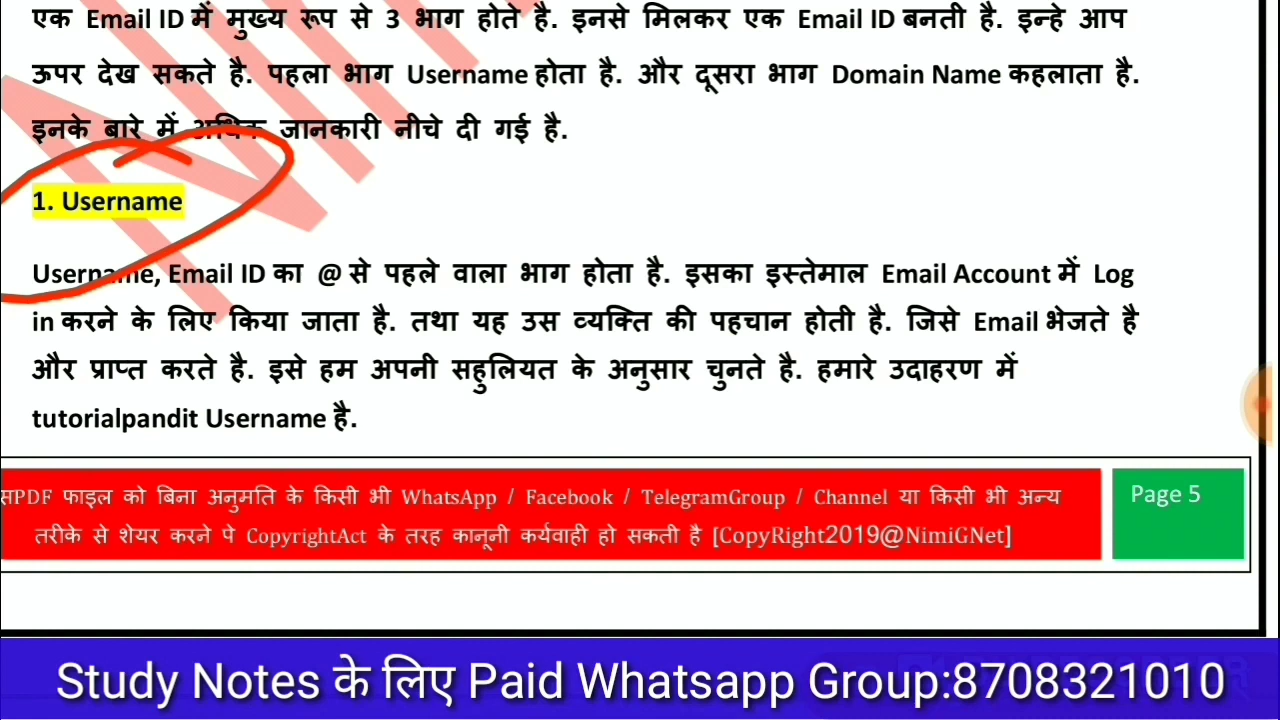 एक Email ID में मुख्य रूप से 3 भाग होते है. इनसे मिलकर एक Email ID बनती है. इन्हे आप
ऊपर देख सकते है. पहला भाग Username होता है. और दूसरा भाग Domain Name कहलाता है.
इनके बारे में अधिक जानकारी नीचे दी गई है.
1. Username
Username, Email ID का @ से पहले वाला भाग होता है. इसका इस्तेमाल Email Account में Log
in करने के लिए किया जाता है. तथा यह उस व्यक्ति की पहचान होती है. जिसे Email भेजते है
और प्राप्त करते है. इसे हम अपनी सहुलियत के अनुसार चुनते है. हमारे उदाहरण में
tutorialpandit Username है.
सPDF फाइल को बिना अनुमति के किसी भी WhatsApp / Facebook / TelegramGroup / Channel या किसी भी अन्य
तरीके से शेयर करने पे CopyrightAct के तरह कानूनी कर्यवाही हो सकती है [CopyRight2019@NimiGNet]
Page 5
Study Notes के लिए Paid Whatsapp Group:8708321010